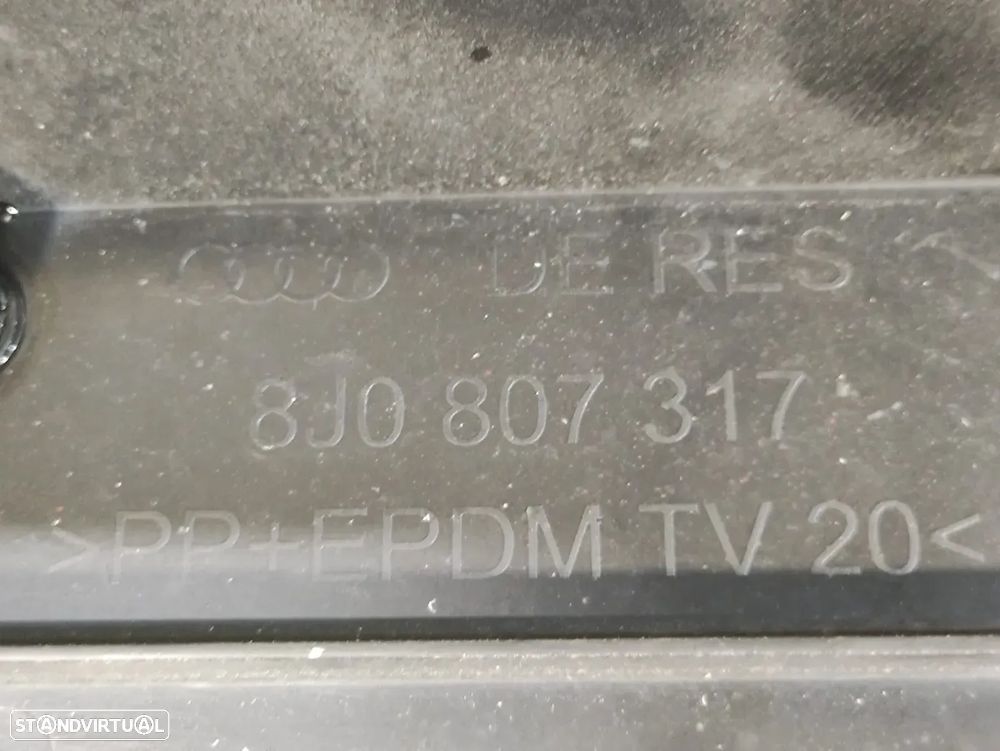 DE RES
8J0 807 317
>PP+EPDM TV 20<
STANDVIRTUAL